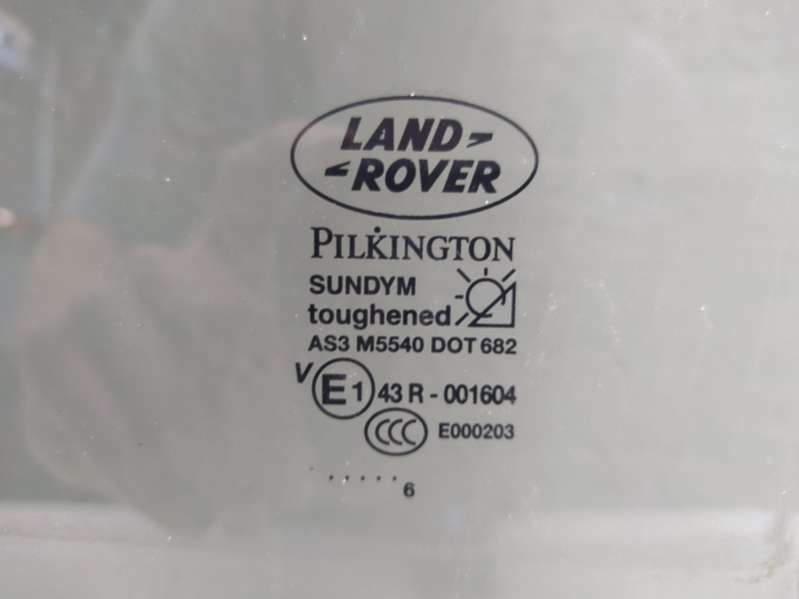 LAND
ROVER
PILKINGTON
SUNDYM
toughened
AS3 M5540 DOT 682
V E1 43 R - 001604
CCC E000203
...... 6